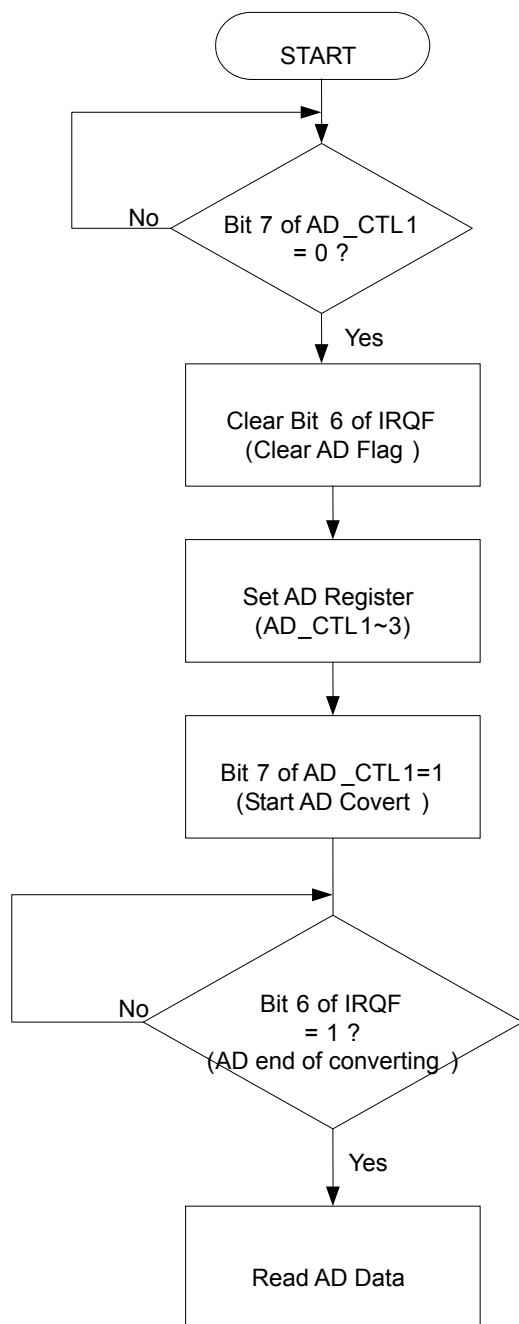 START
No
Bit 7 of AD_CTL1
= 0 ?
Yes
Clear Bit 6 of IRQF
(Clear AD Flag )
Set AD Register
(AD_CTL1~3)
Bit 7 of AD_CTL1=1
(Start AD Covert )
No
Bit 6 of IRQF
= 1 ?
(AD end of converting )
Yes
Read AD Data